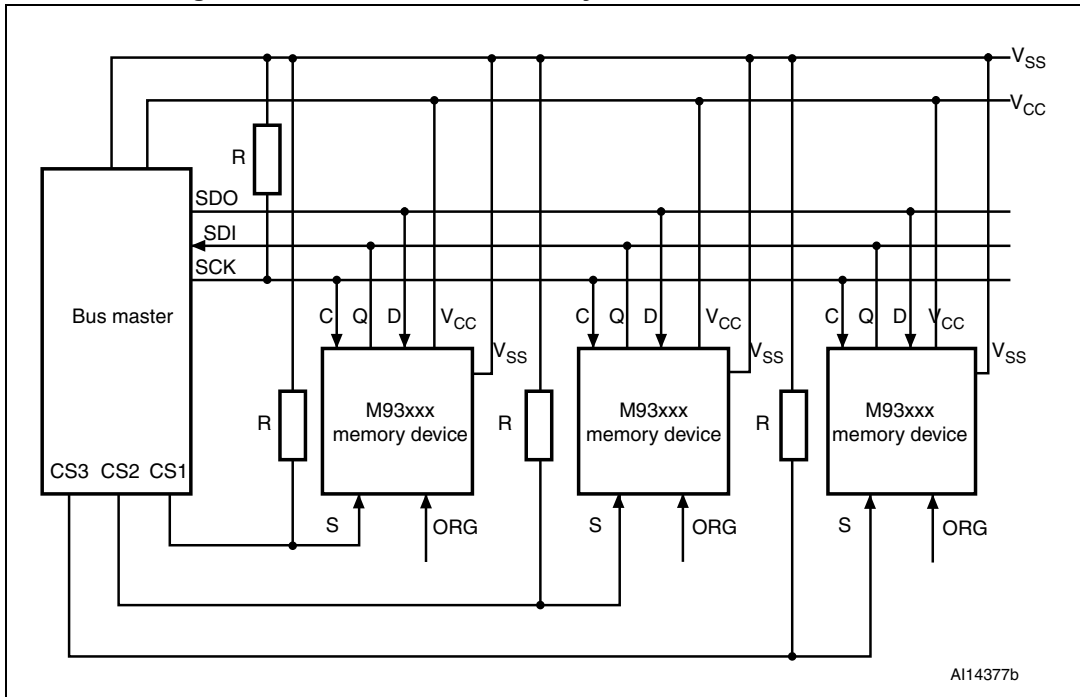 VSS
VCC
R
SDO
SDI
SCK
Bus master
C Q D VCC
C Q D VCC
C Q D VCC
VSS
VSS
VSS
R
M93xxx
memory device
R
M93xxx
memory device
R
M93xxx
memory device
CS3 CS2 CS1
S
ORG
S
ORG
S
ORG
AI14377b